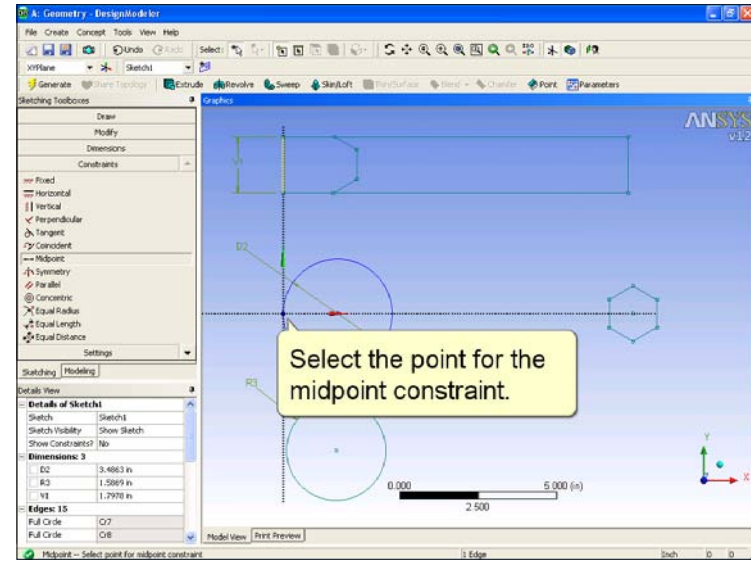 A: Geometry - DesignModeler
File Create Concept Tools View Help
Undo Redo Select:
XYPlane Sketch1
Generate Share Topology Extrude Revolve Sweep Skin/Loft Thin/Surface Blend Chamfer Point Parameters
Sketching Toolboxes
Graphics
Draw
Modify
Dimensions
Constraints
Fixed
Horizontal
Vertical
Perpendicular
Tangent
Coincident
Midpoint
Symmetry
Parallel
Concentric
Equal Radius
Equal Length
Equal Distance
Settings
Sketching Modeling
Details View
Details of Sketch1
Sketch Sketch1
Sketch Visibility Show Sketch
Show Constraints? No
Dimensions: 3
D2 3.4863 in
R3 1.5869 in
V1 1.7970 in
Edges: 15
Full Circle Cr7
Full Circle Cr8
ANSYS
v12
V1
D2
R3
Select the point for the
midpoint constraint.
0.000 5.000 (in)
2.500
Y
X
Model View Print Preview
Midpoint -- Select point for midpoint constraint 1 Edge Inch 0 0